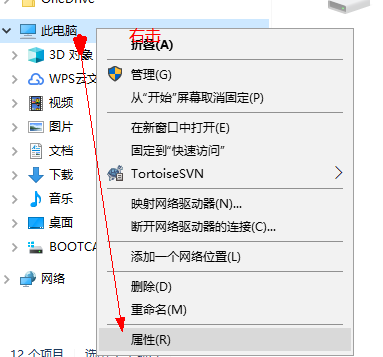 OneDrive
此电脑
右击
折叠(A)
3D 对象
管理(G)
WPS云文
从"开始"屏幕取消固定(P)
视频
图片
在新窗口中打开(E)
文档
固定到"快速访问"
下载
TortoiseSVN
音乐
映射网络驱动器(N)...
桌面
断开网络驱动器的连接(C)...
BOOTCA
添加一个网络位置(L)
网络
删除(D)
重命名(M)
属性(R)
12 个项目